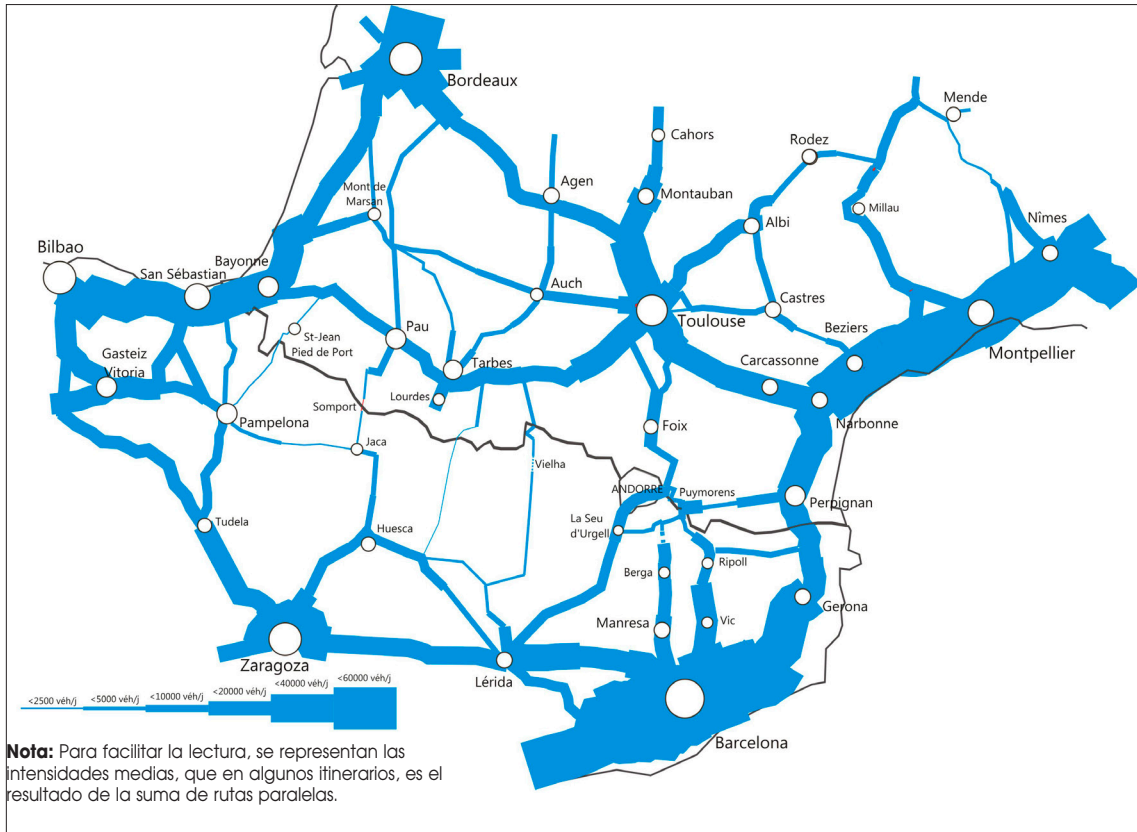 Bordeaux
Mende
Cahors
Rodez
Agen
Montauban
Mont de
Marsan
Millau
Albi
Nîmes
Bilbao
Bayonne
San Sébastian
Auch
Castres
Toulouse
Beziers
Pau
St-Jean
Pied de Port
Gasteiz
Vitoria
Tarbes
Carcassonne
Montpellier
Lourdes
Somport
Narbonne
Pampelona
Foix
Jaca
Vielha
ANDORRE
Puymorens
Perpignan
La Seu
d'Urgell
Tudela
Huesca
Ripoll
Berga
Gerona
Manresa
Vic
Zaragoza
Lérida
Barcelona
<2500 véh/j
<5000 véh/j
<10000 véh/j
<20000 véh/j
<40000 véh/j
<60000 véh/j
Nota: Para facilitar la lectura, se representan las
intensidades medias, que en algunos itinerarios, es el
resultado de la suma de rutas paralelas.